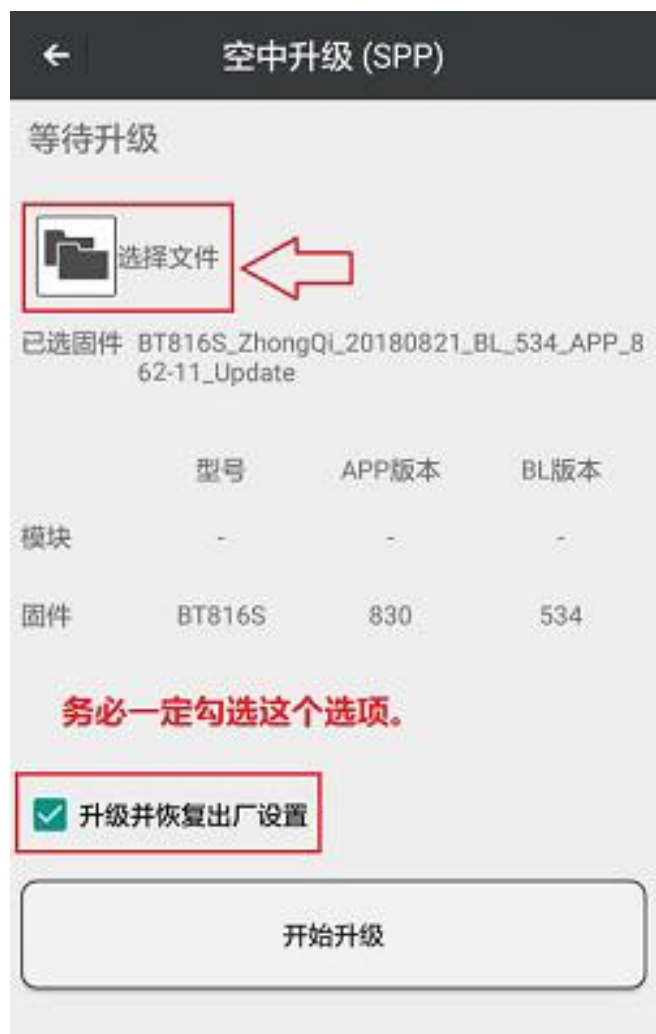 空中升级 (SPP)
等待升级
选择文件
已选固件 BT816S_ZhongQi_20180821_BL_534_APP_8
62-11_Update
型号 APP版本 BL版本
模块 - - -
固件 BT816S 830 534
务必一定勾选这个选项。
升级并恢复出厂设置
开始升级